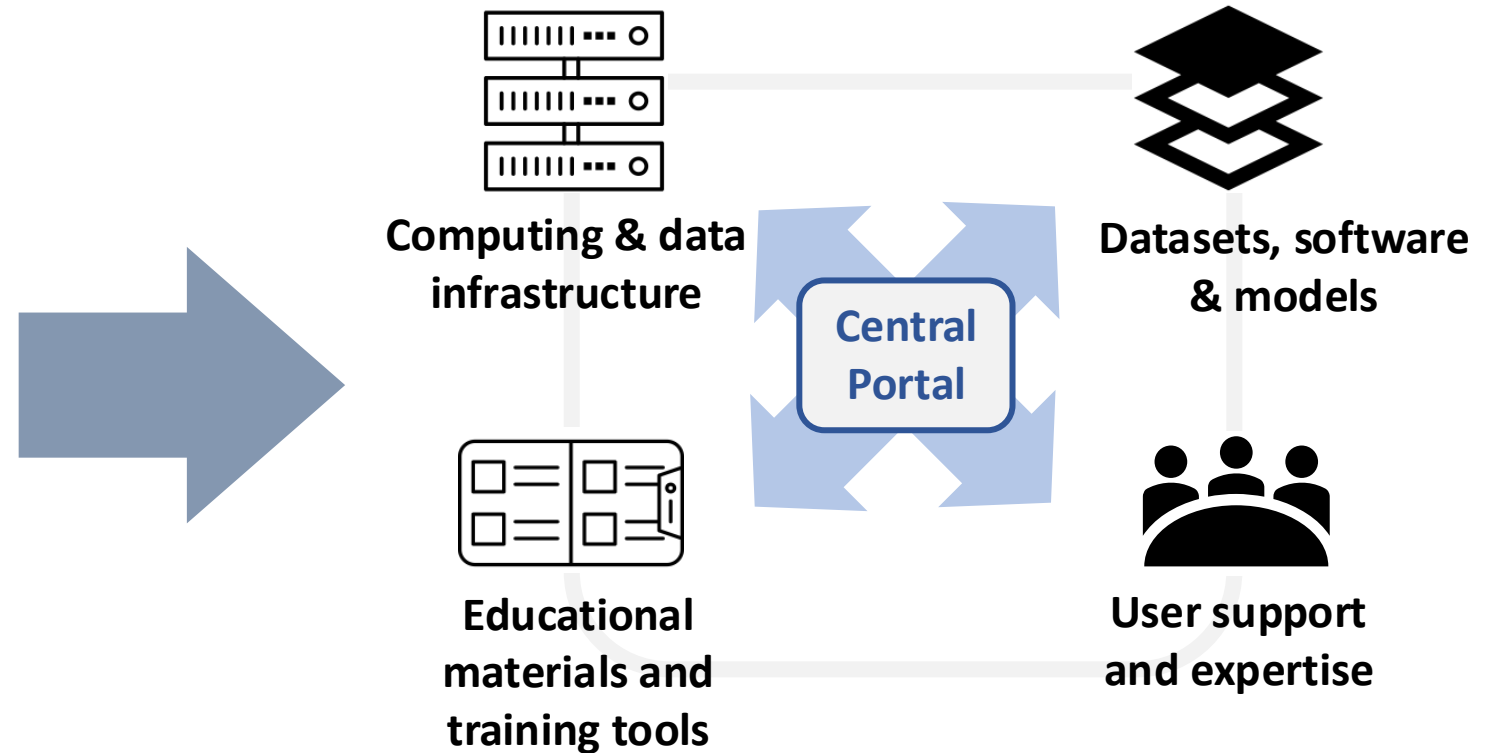 Computing & data
infrastructure
Datasets, software
& models
Central
Portal
Educational
materials and
training tools
User support
and expertise